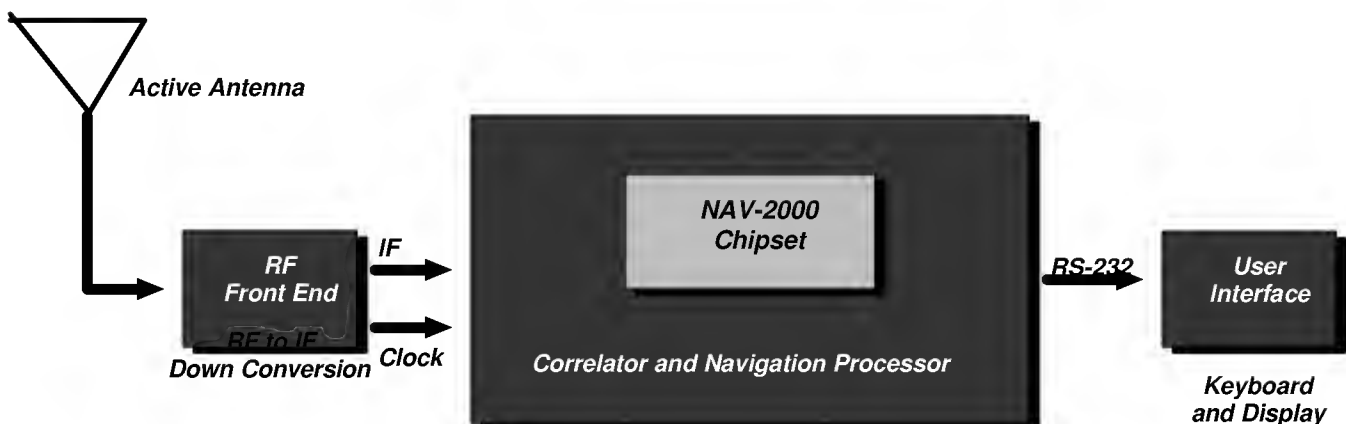 Active Antenna
RF
Front End
RF to IF
Down Conversion
IF
Clock
NAV-2000
Chipset
Correlator and Navigation Processor
RS-232
User
Interface
Keyboard
and Display